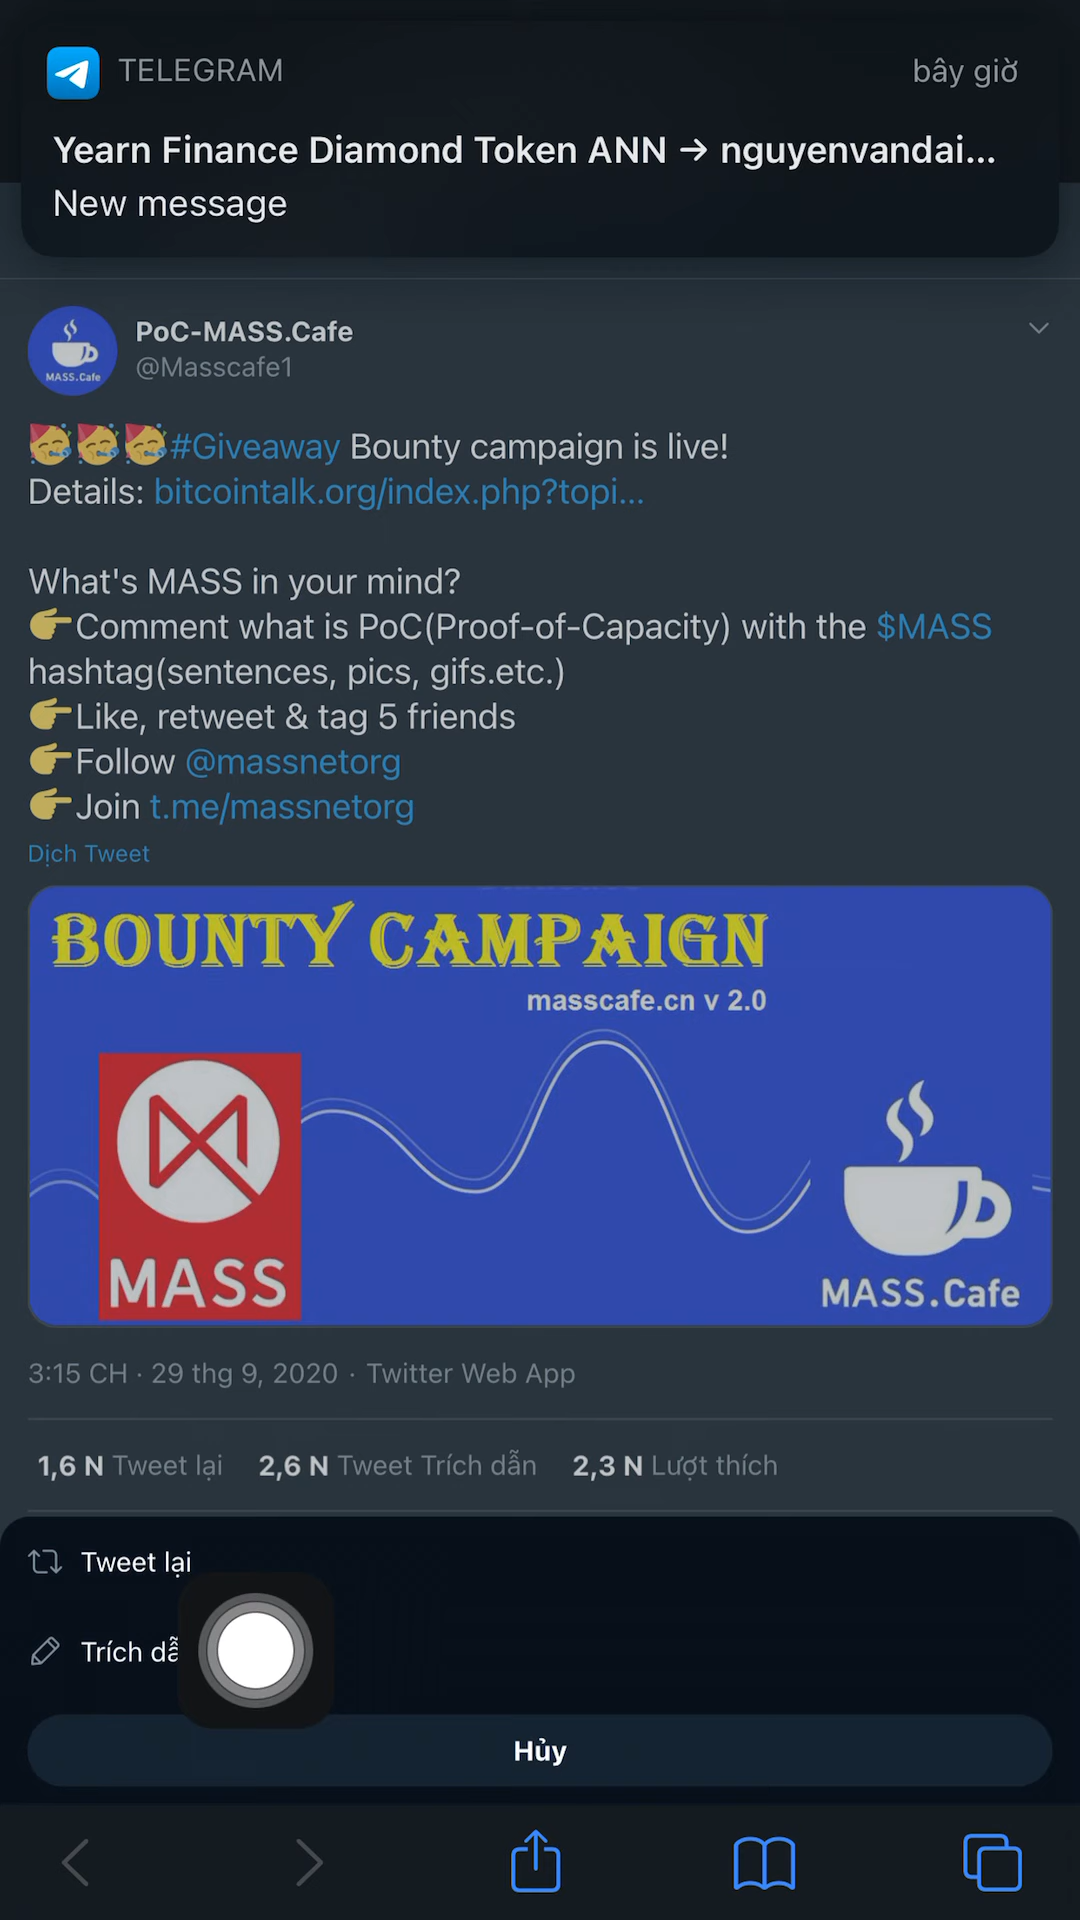 TELEGRAM
bây giờ
Yearn Finance Diamond Token ANN → nguyenvandai...
New message
PoC-MASS.Cafe
@Masscafe1
MASS.Cafe
🥳🥳🥳#Giveaway Bounty campaign is live!
Details: bitcointalk.org/index.php?topi...
What's MASS in your mind?
👉Comment what is PoC(Proof-of-Capacity) with the $MASS
hashtag(sentences, pics, gifs.etc.)
👉Like, retweet & tag 5 friends
👉Follow @massnetorg
👉Join t.me/massnetorg
Dịch Tweet
BOUNTY CAMPAIGN
masscafe.cn v 2.0
MASS
MASS.Cafe
3:15 CH · 29 thg 9, 2020 · Twitter Web App
1,6 N Tweet lại 2,6 N Tweet Trích dẫn 2,3 N Lượt thích
Tweet lại
Trích
Hủy